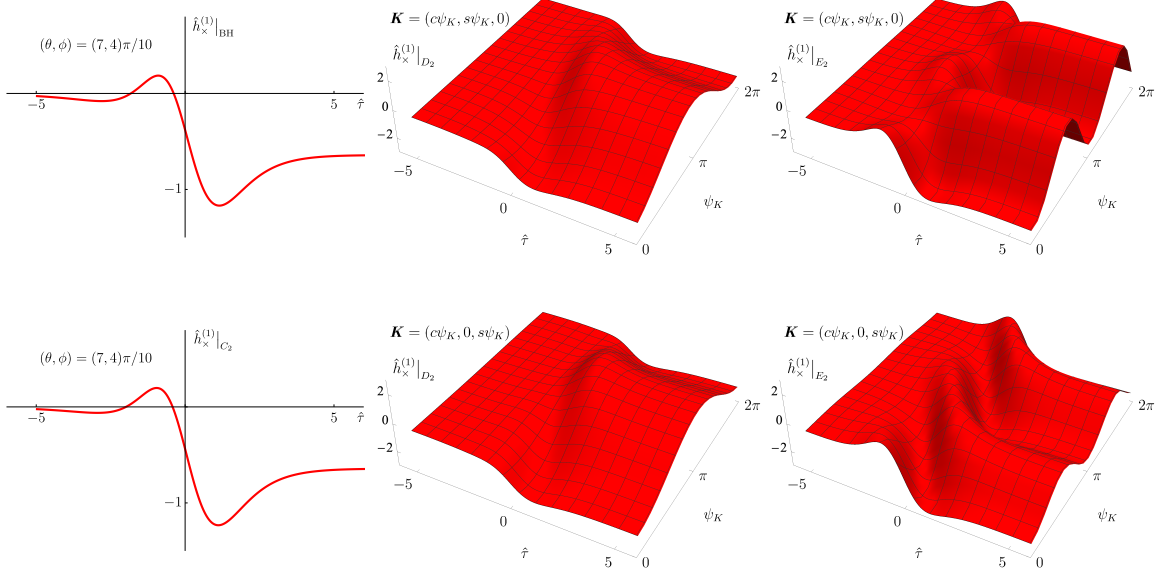 ĥ×^(1)|BH
(θ, ϕ) = (7, 4)π/10
−5
5
τ̂
−1
K = (cψK, sψK, 0)
ĥ×^(1)|D2
2
0
−2
−5
0
5
τ̂
0
π
2π
ψK
K = (cψK, sψK, 0)
ĥ×^(1)|E2
2
0
−2
−5
0
5
τ̂
0
π
2π
ψK
ĥ×^(1)|C2
(θ, ϕ) = (7, 4)π/10
−5
5
τ̂
−1
K = (cψK, 0, sψK)
ĥ×^(1)|D2
2
0
−2
−5
0
5
τ̂
0
π
2π
ψK
K = (cψK, 0, sψK)
ĥ×^(1)|E2
2
0
−2
−5
0
5
τ̂
0
π
2π
ψK